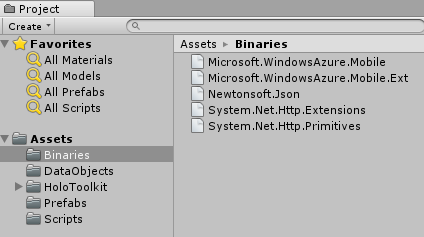 Project
Create
Favorites
All Materials
All Models
All Prefabs
All Scripts
Assets
Binaries
DataObjects
HoloToolkit
Prefabs
Scripts
Assets Binaries
Microsoft.WindowsAzure.Mobile
Microsoft.WindowsAzure.Mobile.Ext
Newtonsoft.Json
System.Net.Http.Extensions
System.Net.Http.Primitives